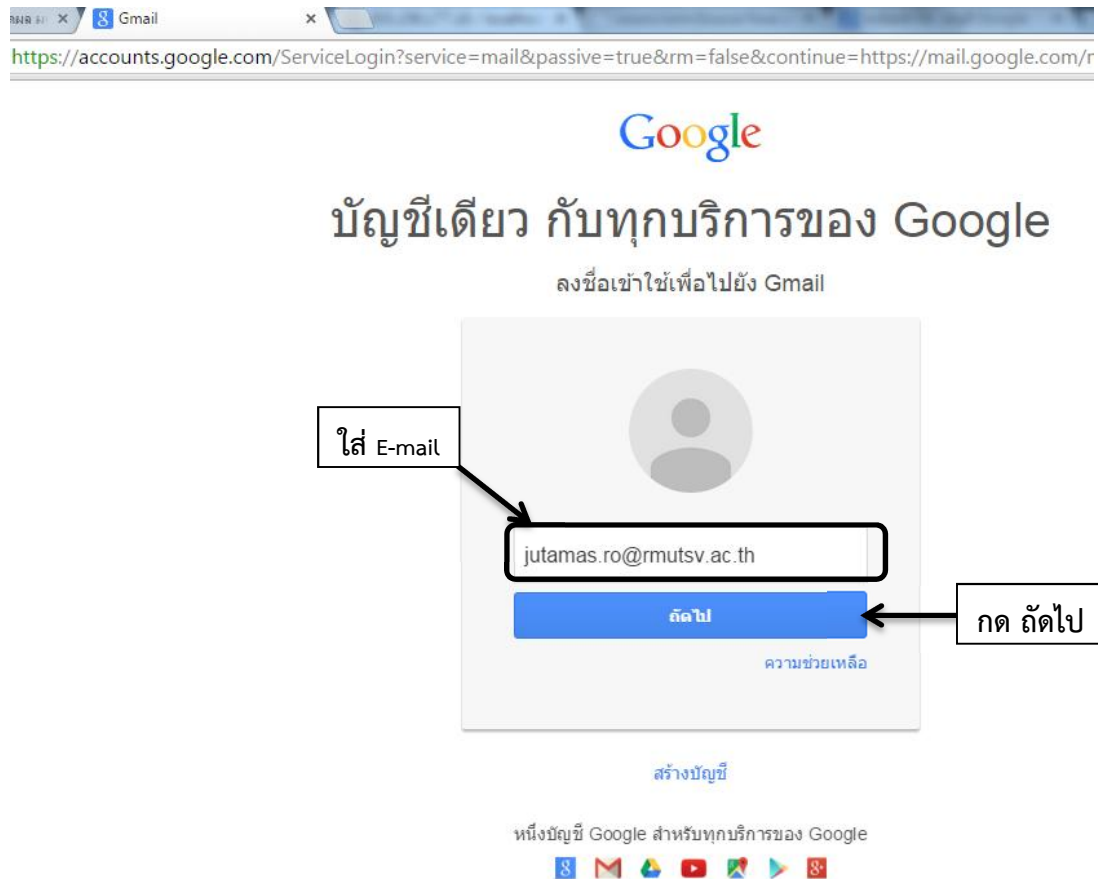 Gmail
https://accounts.google.com/ServiceLogin?service=mail&passive=true&rm=false&continue=https://mail.google.com/
Google
บัญชีเดียว กับทุกบริการของ Google
ลงชื่อเข้าใช้เพื่อไปยัง Gmail
ใส่ E-mail
jutamas.ro@rmutsv.ac.th
ถัดไป
กด ถัดไป
ความช่วยเหลือ
สร้างบัญชี
หนึ่งบัญชี Google สำหรับทุกบริการของ Google